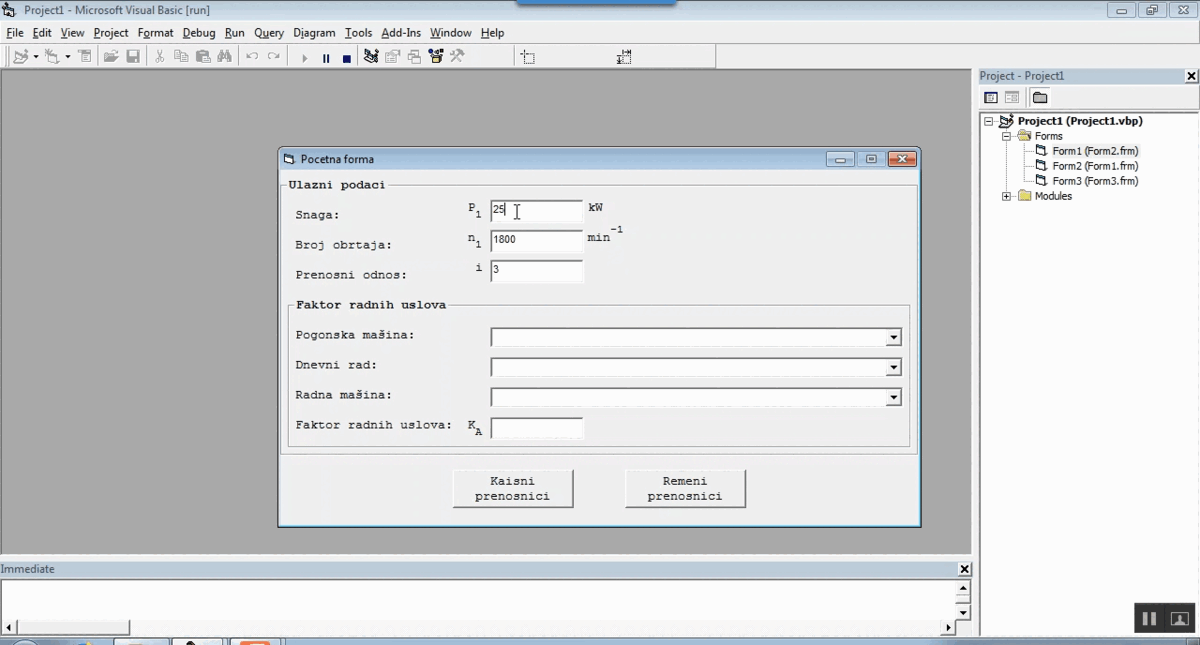 Project1 - Microsoft Visual Basic [run]
File Edit View Project Format Debug Run Query Diagram Tools Add-Ins Window Help
Project - Project1
Project1 (Project1.vbp)
Forms
Form1 (Form2.frm)
Form2 (Form1.frm)
Form3 (Form3.frm)
Modules
Pocetna forma
Ulazni podaci
Snaga: P1 25 kW
Broj obrtaja: n1 1800 min-1
Prenosni odnos: i 3
Faktor radnih uslova
Pogonska mašina:
Dnevni rad:
Radna mašina:
Faktor radnih uslova: KA
Kaisni
prenosnici
Remeni
prenosnici
Immediate